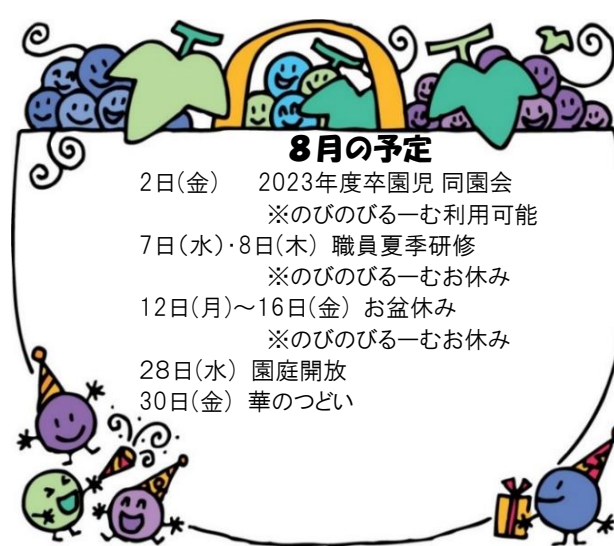 ８月の予定
2日(金)　2023年度卒園児 同園会
※のびのびるーむ利用可能
7日(水)・8日(木) 職員夏季研修
※のびのびるーむお休み
12日(月)～16日(金) お盆休み
※のびのびるーむお休み
28日(水) 園庭開放
30日(金) 華のつどい